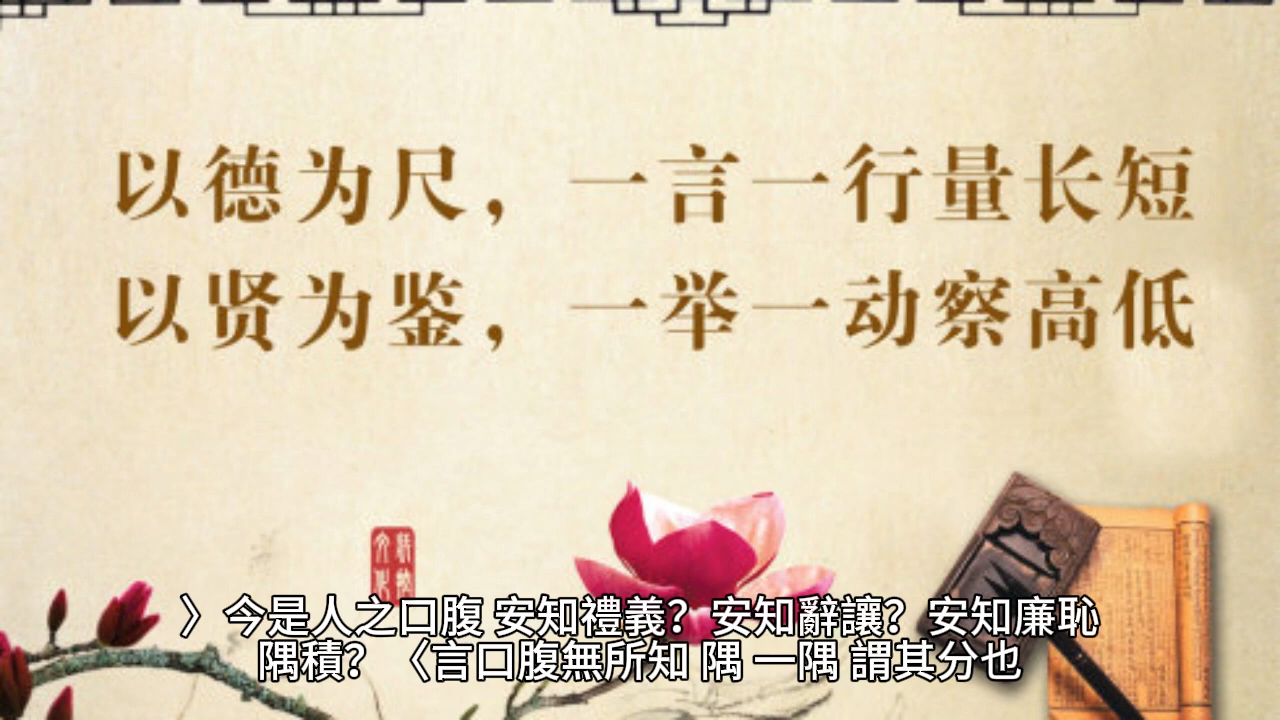 以德为尺，一言一行量长短
以贤为鉴，一举一动察高低
〉今是人之口腹 安知禮義？安知辭讓？安知廉恥
隅積？〈言口腹無所知 隅 一隅 謂其分也